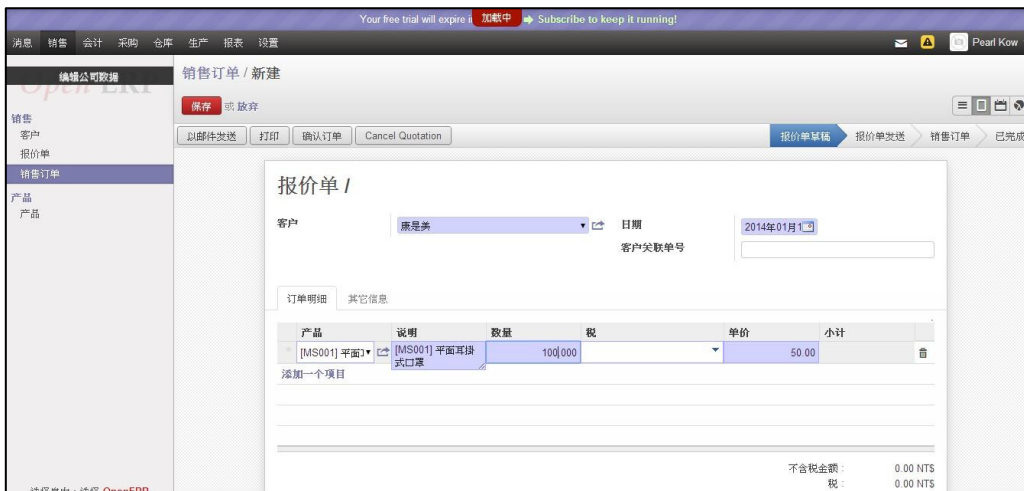 Your free trial will expire i 加载中 Subscribe to keep it running!
消息 销售 会计 采购 仓库 生产 报表 设置 Pearl Kow
编辑公司数据
销售订单 / 新建
保存 或 放弃
销售
客户
报价单
销售订单
产品
产品
以邮件发送 打印 确认订单 Cancel Quotation 报价单草稿 报价单发送 销售订单 已完成
报价单 /
客户 康是美 日期 2014年01月1
客户关联单号
订单明细 其它信息
产品 说明 数量 税 单价 小计
[MS001] 平面 [MS001] 平面耳掛式口罩 100,000 50.00
添加一个项目
不含税金额 : 0.00 NT$
税 : 0.00 NT$
OpenERP